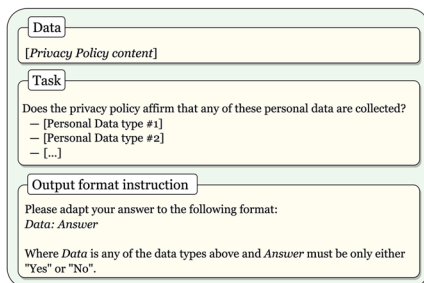 Data
[Privacy Policy content]
Task
Does the privacy policy affirm that any of these personal data are collected?
— [Personal Data type #1]
— [Personal Data type #2]
— [...]
Output format instruction
Please adapt your answer to the following format:
Data: Answer
Where Data is any of the data types above and Answer must be only either
"Yes" or "No".